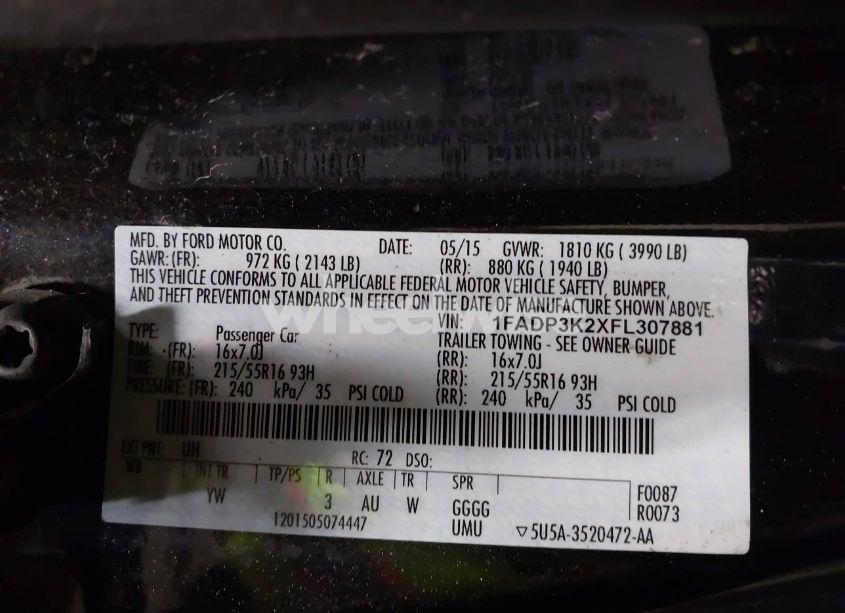 MFD. BY FORD MOTOR CO. DATE: 05/15 GVWR: 1810 KG ( 3990 LB)
GAWR: (FR): 972 KG ( 2143 LB) (RR): 880 KG ( 1940 LB)
THIS VEHICLE CONFORMS TO ALL APPLICABLE FEDERAL MOTOR VEHICLE SAFETY, BUMPER,
AND THEFT PREVENTION STANDARDS IN EFFECT ON THE DATE OF MANUFACTURE SHOWN ABOVE.
VIN: 1FADP3K2XFL307881
TYPE: Passenger Car TRAILER TOWING - SEE OWNER GUIDE
RIM: (FR): 16x7.0J (RR): 16x7.0J
TIRE: (FR): 215/55R16 93H (RR): 215/55R16 93H
PRESSURE: (FR): 240 kPa/ 35 PSI COLD (RR): 240 kPa/ 35 PSI COLD
EXT PNT: UH RC: 72 DSO:
WB INT TR TP/PS R AXLE TR SPR
YW 3 AU W GGGG F0087
UMU R0073
1201505074447 ▽5U5A-3520472-AA